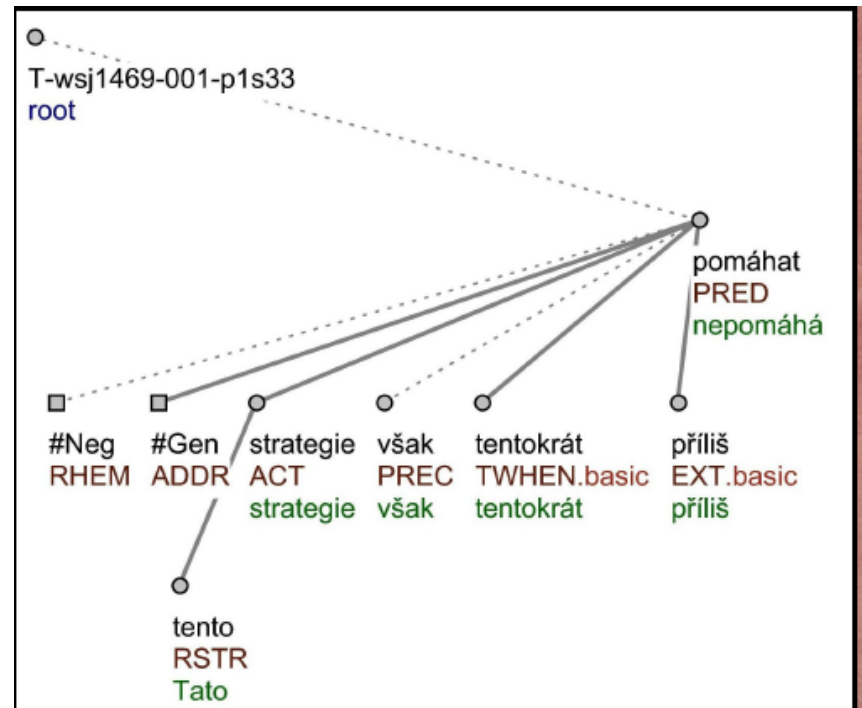 T-wsj1469-001-p1s33
root
pomáhat
PRED
nepomáhá
#Neg #Gen strategie však tentokrát příliš
RHEM ADDR ACT PREC TWHEN.basic EXT.basic
strategie však tentokrát příliš
tento
RSTR
Tato